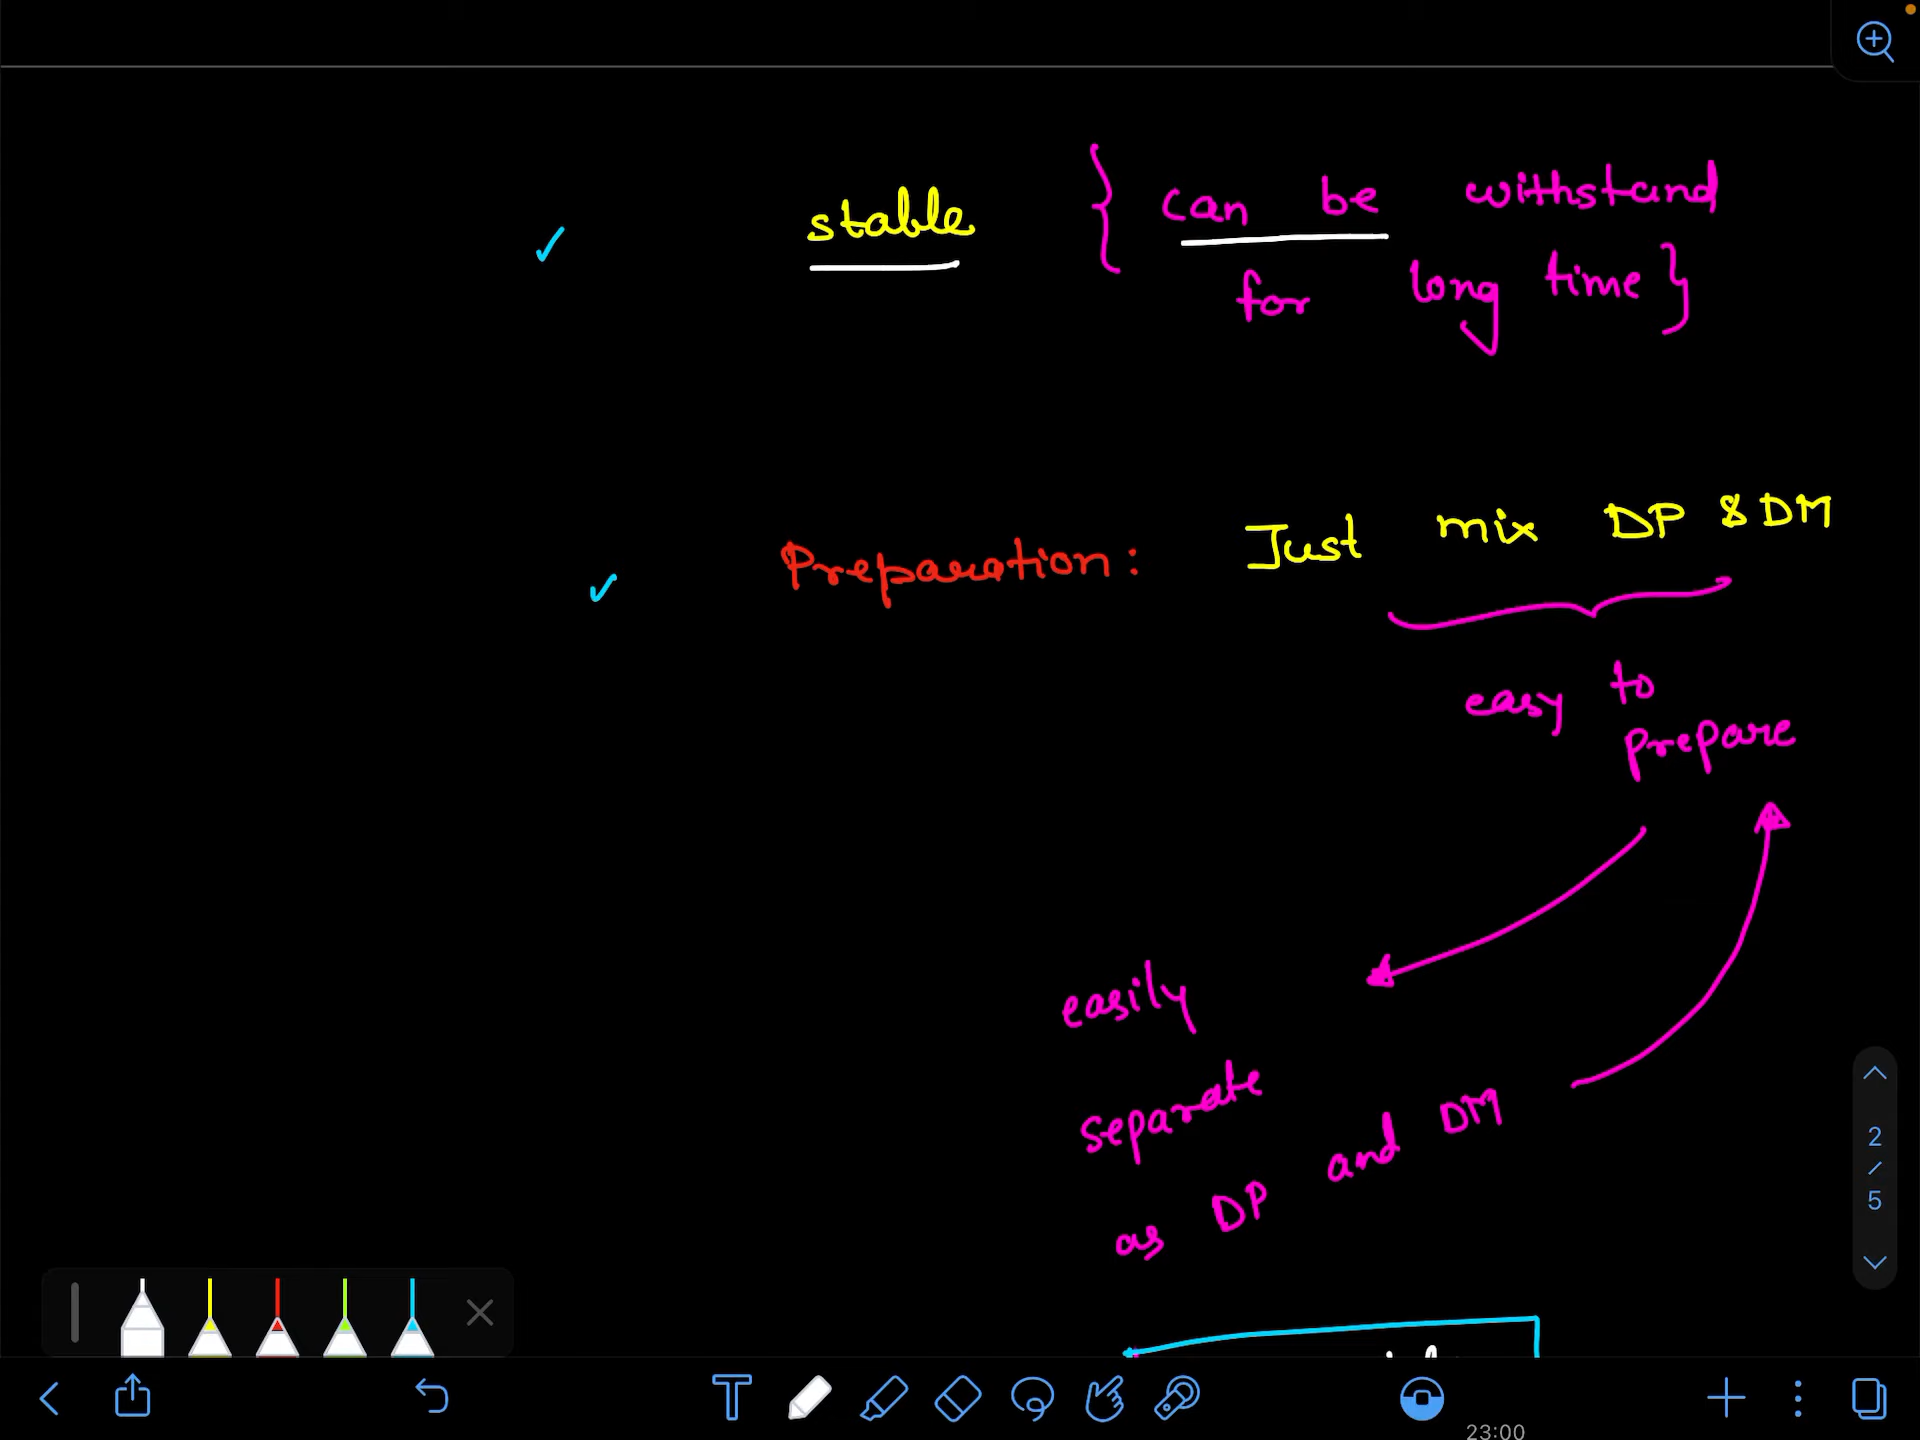 stable { can be withstand
for long time }
Preparation: Just mix DP & DM
easy to
prepare
easily
separate
as DP and DM
2
/
5
23:00